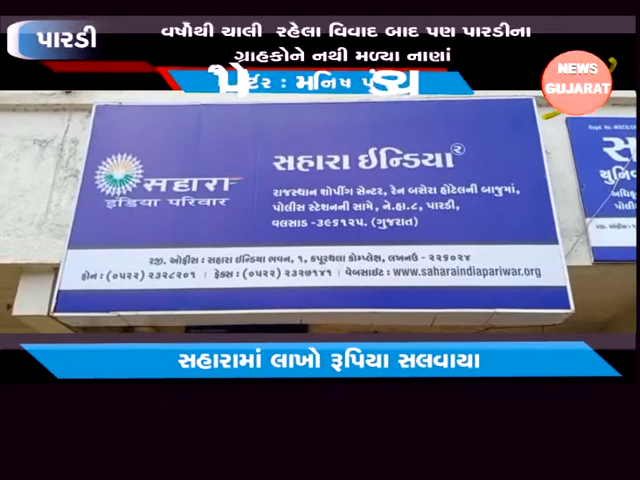 પારડી
વર્ષોથી ચાલી રહેલા વિવાદ બાદ પણ પારડીના
ગ્રાહકોને નથી મળ્યા નાણાં
મનિષ
NEWS
GUJARAT
સહારા
ઇંડિયા પરિવાર
સહારા ઈન્ડિયા
રાજસ્થાન શોપીંગ સેન્ટર, રેન બસેરા હોટેલની બાજુમાં,
પોલીસ સ્ટેશનની સામે, ને.હા.૮, પારડી,
વલસાડ - ૩૯૬૧૨૫. (ગુજરાત)
રજી. ઓફીસ : સહારા ઈન્ડિયા ભવન, ૧, કપૂરથલા કોમ્પ્લેક્ષ, લખનઉ - ૨૨૬૦૨૪
ફોન : (૦૫૨૨) ૨૩૨૮૨૦૧ | ફેક્સ : (૦૫૨૨) ૨૩૨૭૧૪૧ | વેબસાઈટ : www.saharaindiapariwar.org
સહારામાં લાખો રૂપિયા સલવાયા